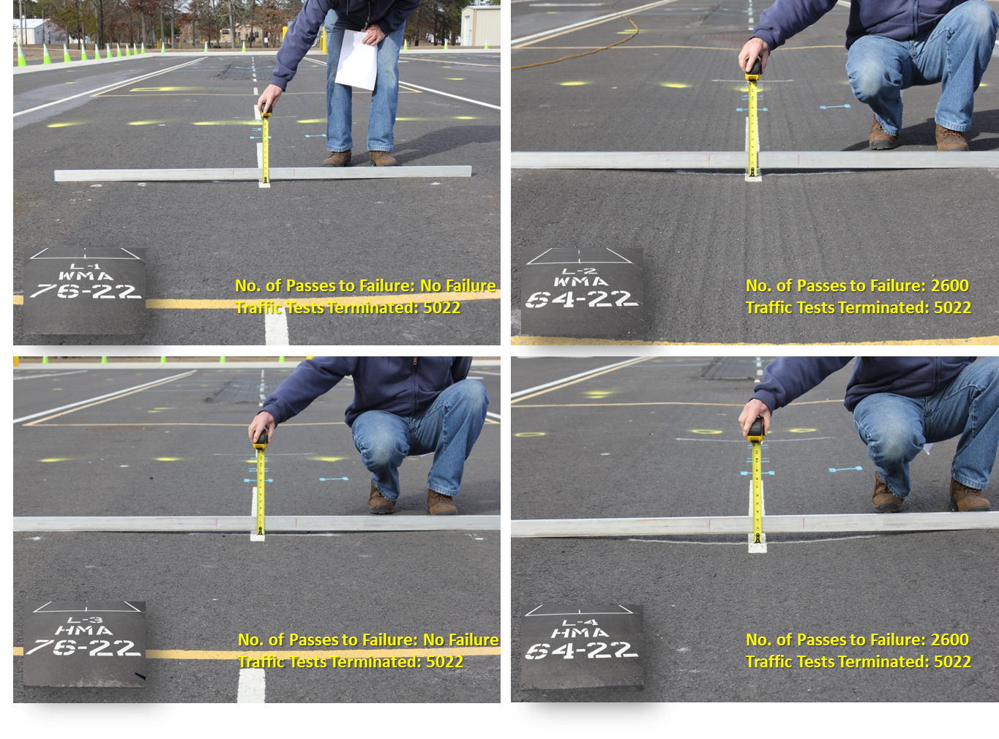 L-1
WMA
76-22
No. of Passes to Failure: No Failure
Traffic Tests Terminated: 5022
L-2
WMA
64-22
No. of Passes to Failure: 2600
Traffic Tests Terminated: 5022
L-3
HMA
76-22
No. of Passes to Failure: No Failure
Traffic Tests Terminated: 5022
L-4
HMA
64-22
No. of Passes to Failure: 2600
Traffic Tests Terminated: 5022